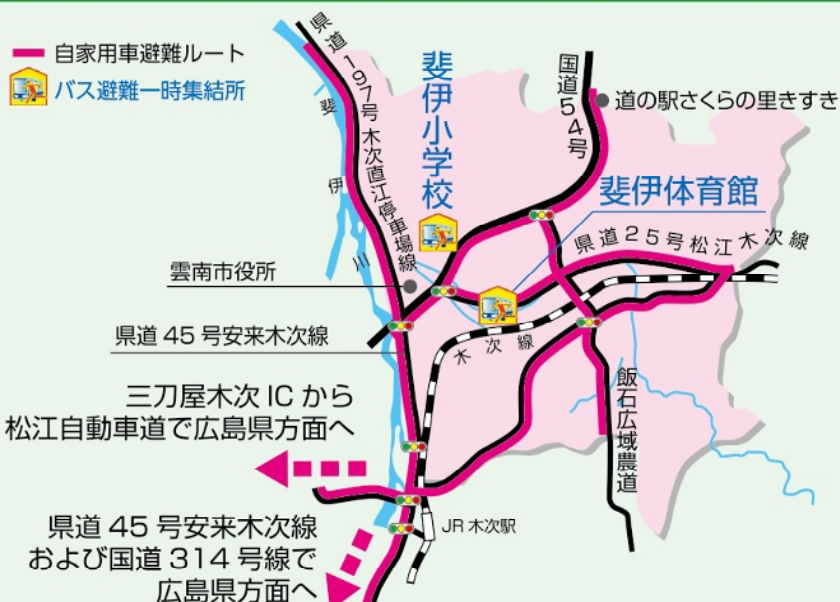 自家用車避難ルート
バス避難一時集結所
県道197号木次直江停車場線
斐伊川
斐伊小学校
国道54号
道の駅さくらの里きすき
斐伊体育館
県道25号松江木次線
雲南市役所
県道45号安来木次線
木次線
三刀屋木次ICから
松江自動車道で広島県方面へ
飯石広域農道
県道45号安来木次線
および国道314号線で
広島県方面へ
JR木次駅